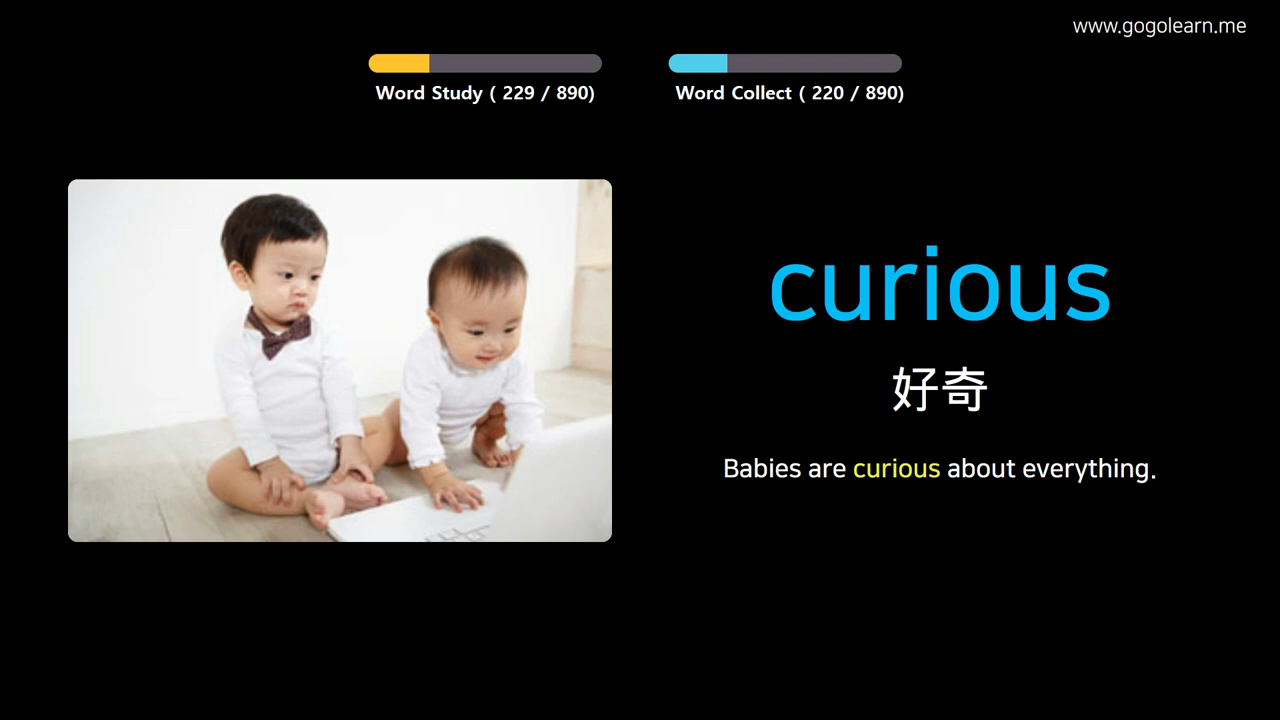 www.gogolearn.me
Word Study ( 229 / 890)
Word Collect ( 220 / 890)
curious
好奇
Babies are curious about everything.